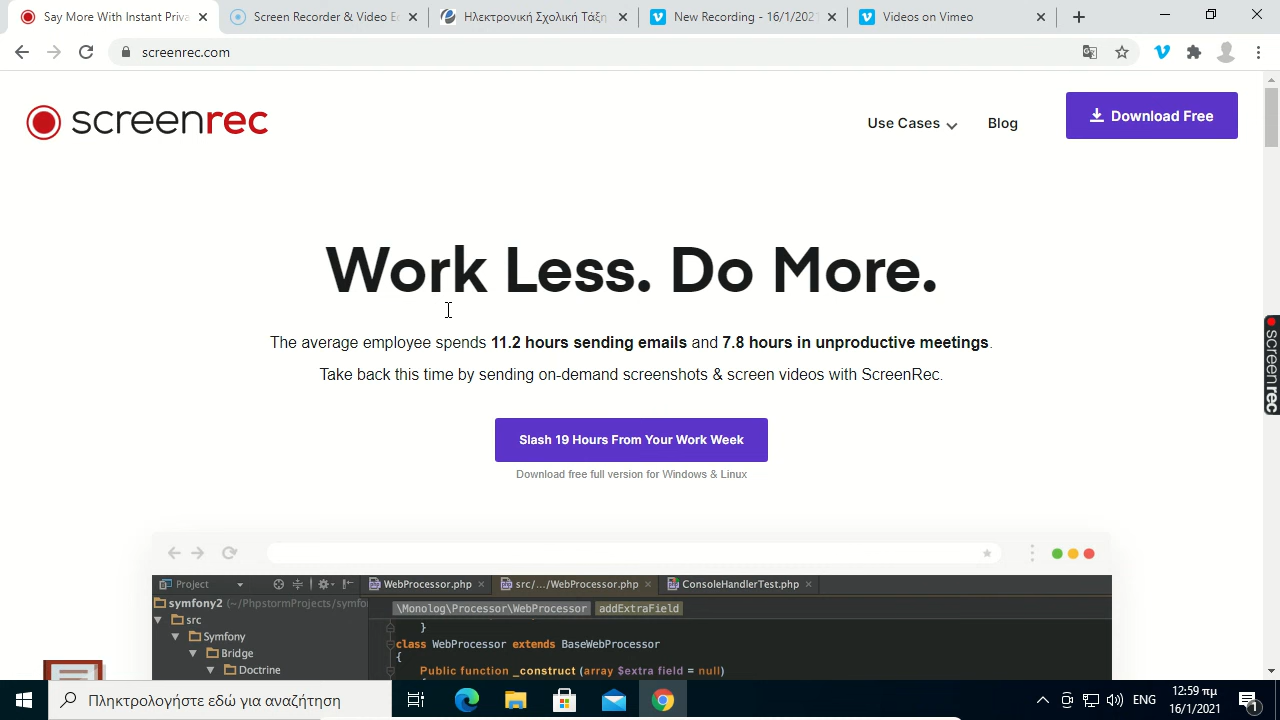 Say More With Instant Priva
Screen Recorder & Video E
Ηλεκτρονική Σχολική Τάξη
New Recording - 16/1/2021
Videos on Vimeo
screenrec.com
screenrec
Use Cases
Blog
Download Free
Work Less. Do More.
The average employee spends 11.2 hours sending emails and 7.8 hours in unproductive meetings.
Take back this time by sending on-demand screenshots & screen videos with ScreenRec.
screenrec
Slash 19 Hours From Your Work Week
Download free full version for Windows & Linux
Project
WebProcessor.php
src/.../WebProcessor.php
ConsoleHandlerTest.php
symfony2 (~/PhpstormProjects/symfo
\Monolog\Processor\WebProcessor addExtraField
src
}
Symfony
class WebProcessor extends BaseWebProcessor
Bridge
{
Doctrine
Public function _construct (array $extra field = null)
Πληκτρολογήστε εδώ για αναζήτηση
ENG
12:59 πμ
16/1/2021
1